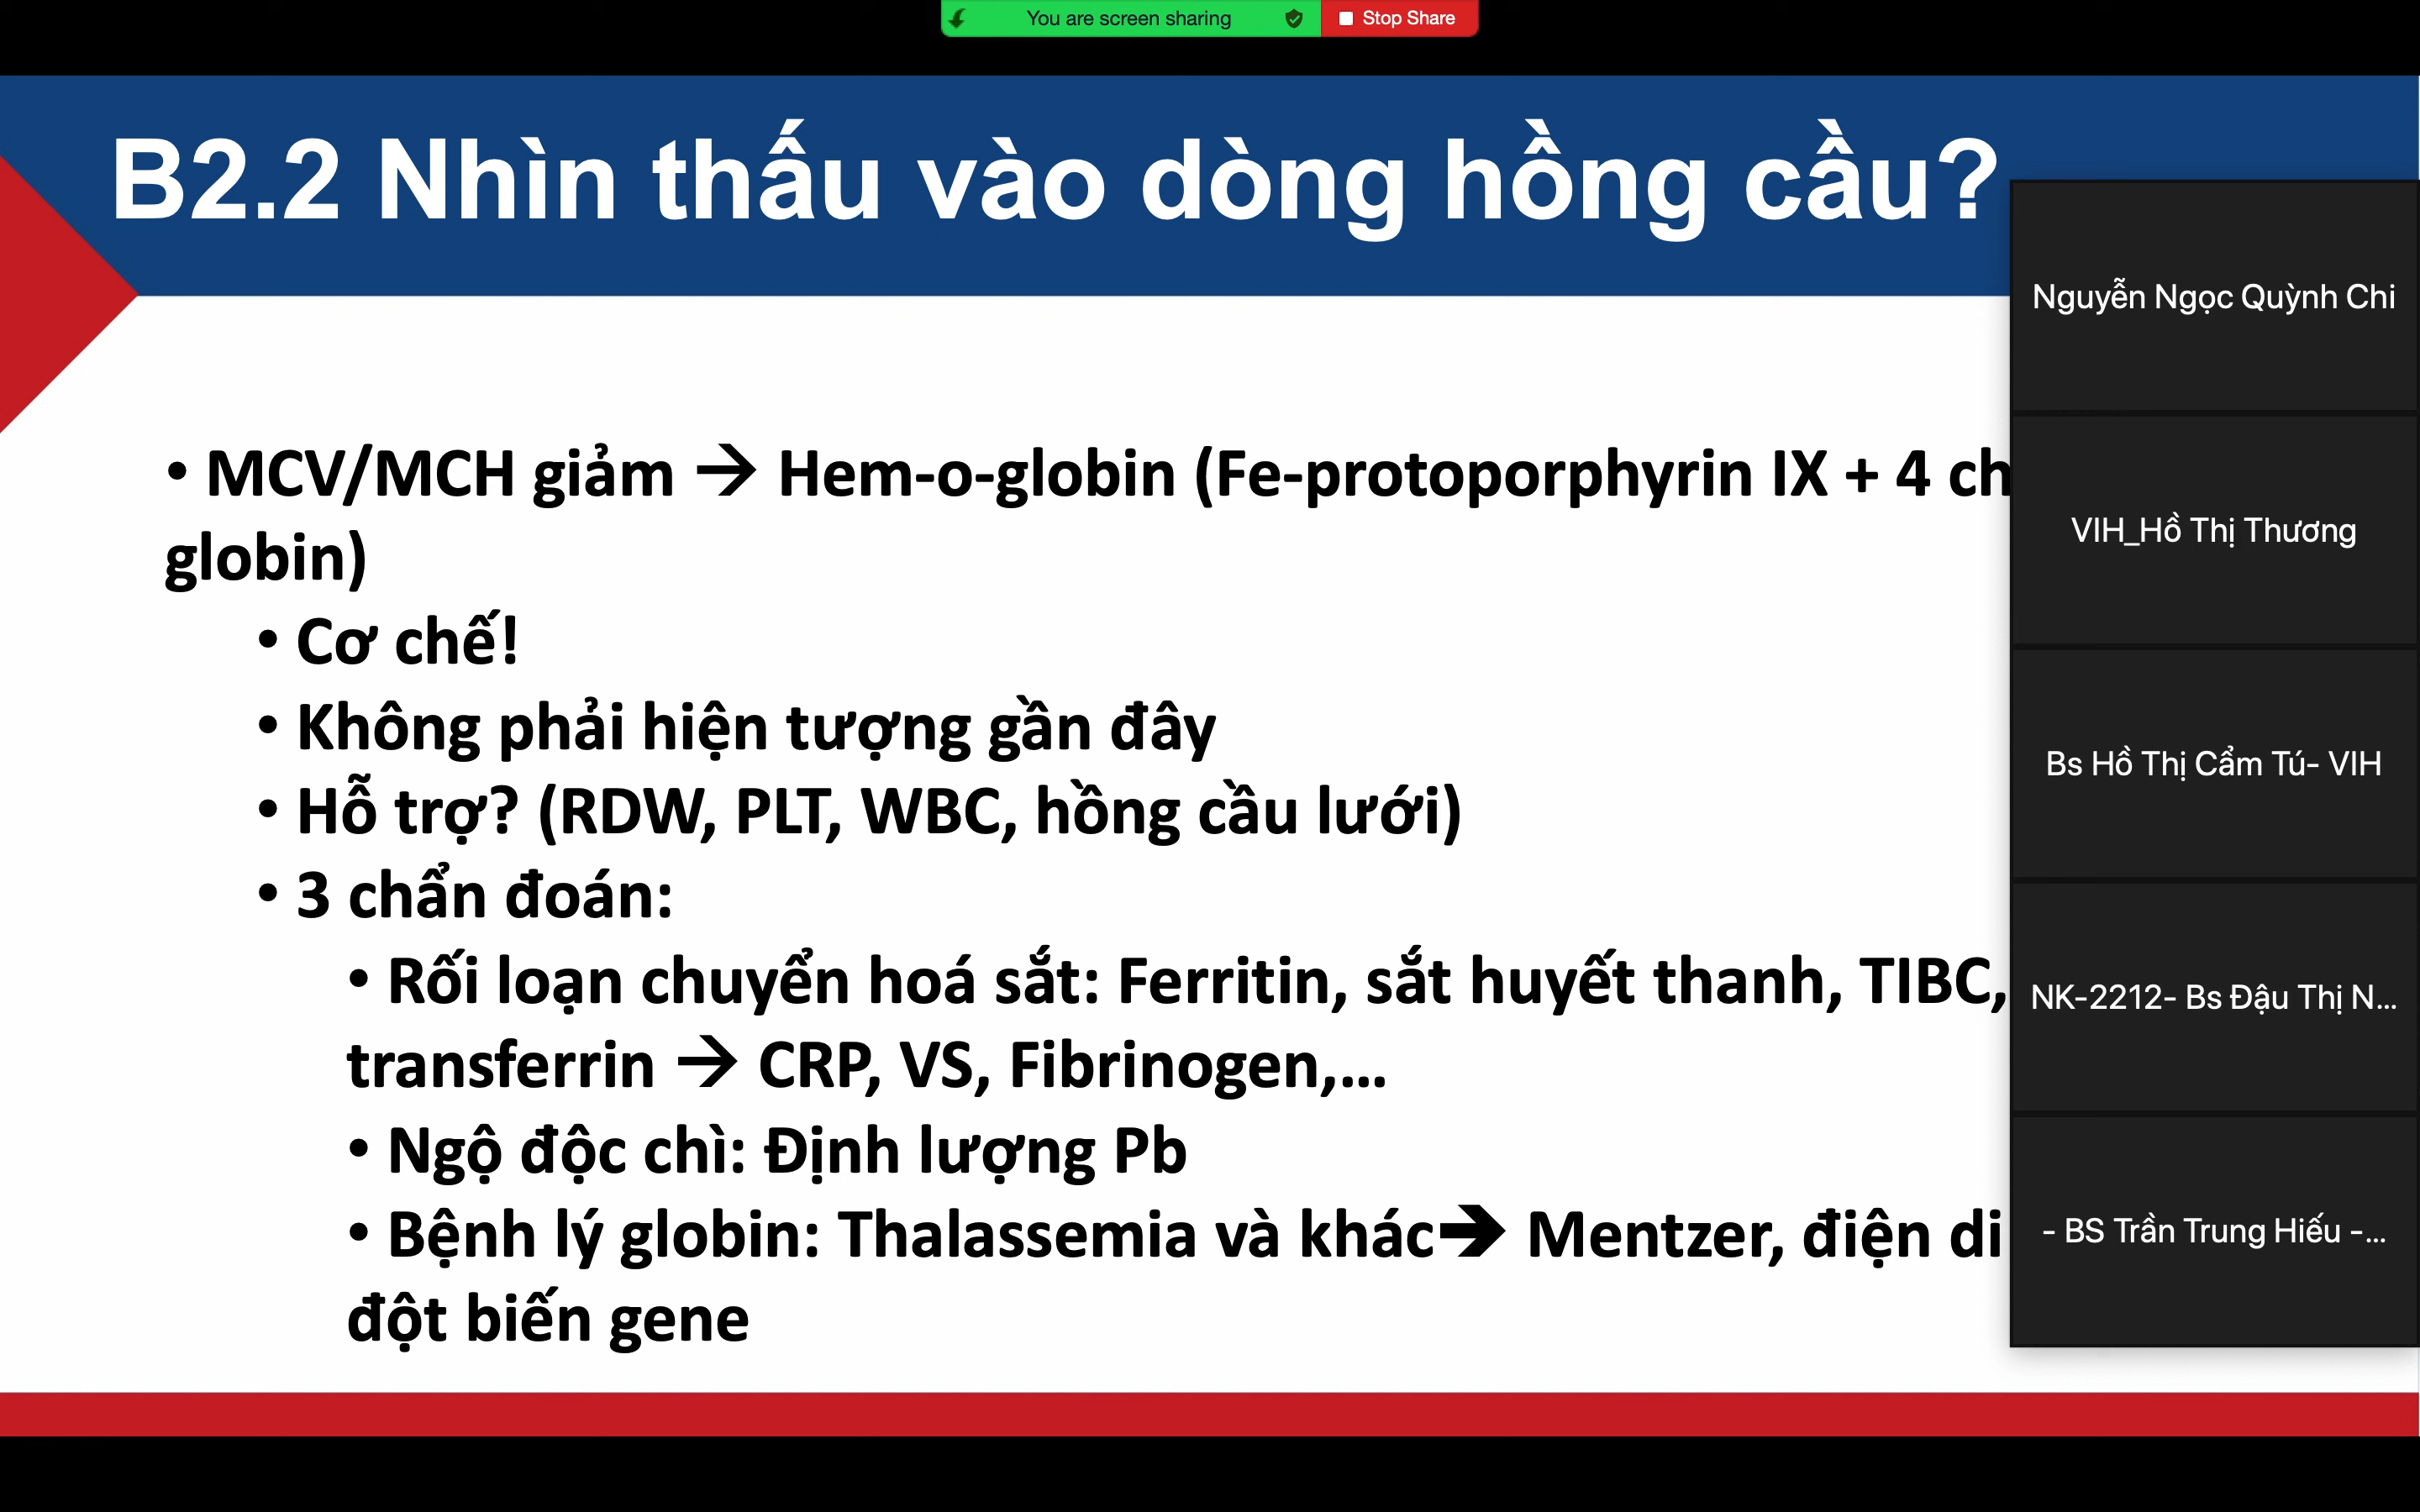 You are screen sharing
Stop Share
B2.2 Nhìn thấu vào dòng hồng cầu?
• MCV/MCH giảm → Hem-o-globin (Fe-protoporphyrin IX + 4 ch
globin)
• Cơ chế!
• Không phải hiện tượng gần đây
• Hỗ trợ? (RDW, PLT, WBC, hồng cầu lưới)
• 3 chẩn đoán:
• Rối loạn chuyển hoá sắt: Ferritin, sắt huyết thanh, TIBC,
transferrin → CRP, VS, Fibrinogen,...
• Ngộ độc chì: Định lượng Pb
• Bệnh lý globin: Thalassemia và khác→ Mentzer, điện di
đột biến gene
Nguyễn Ngọc Quỳnh Chi
VIH_Hồ Thị Thương
Bs Hồ Thị Cẩm Tú- VIH
NK-2212- Bs Đậu Thị N...
- BS Trần Trung Hiếu -...